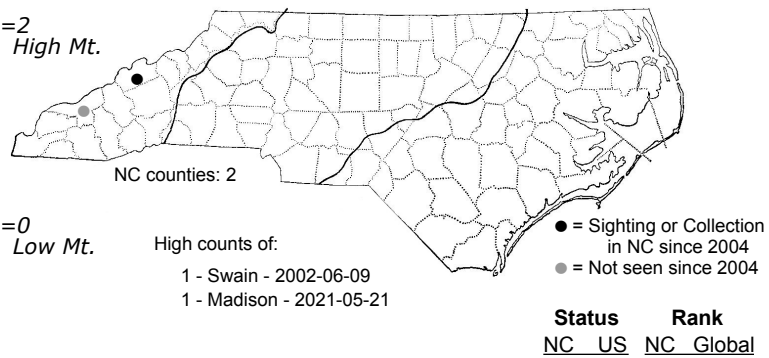 =2
High Mt.
NC counties: 2
=0
Low Mt.
High counts of:
1 - Swain - 2002-06-09
1 - Madison - 2021-05-21
● = Sighting or Collection
in NC since 2004
● = Not seen since 2004
Status Rank
NC US NC Global